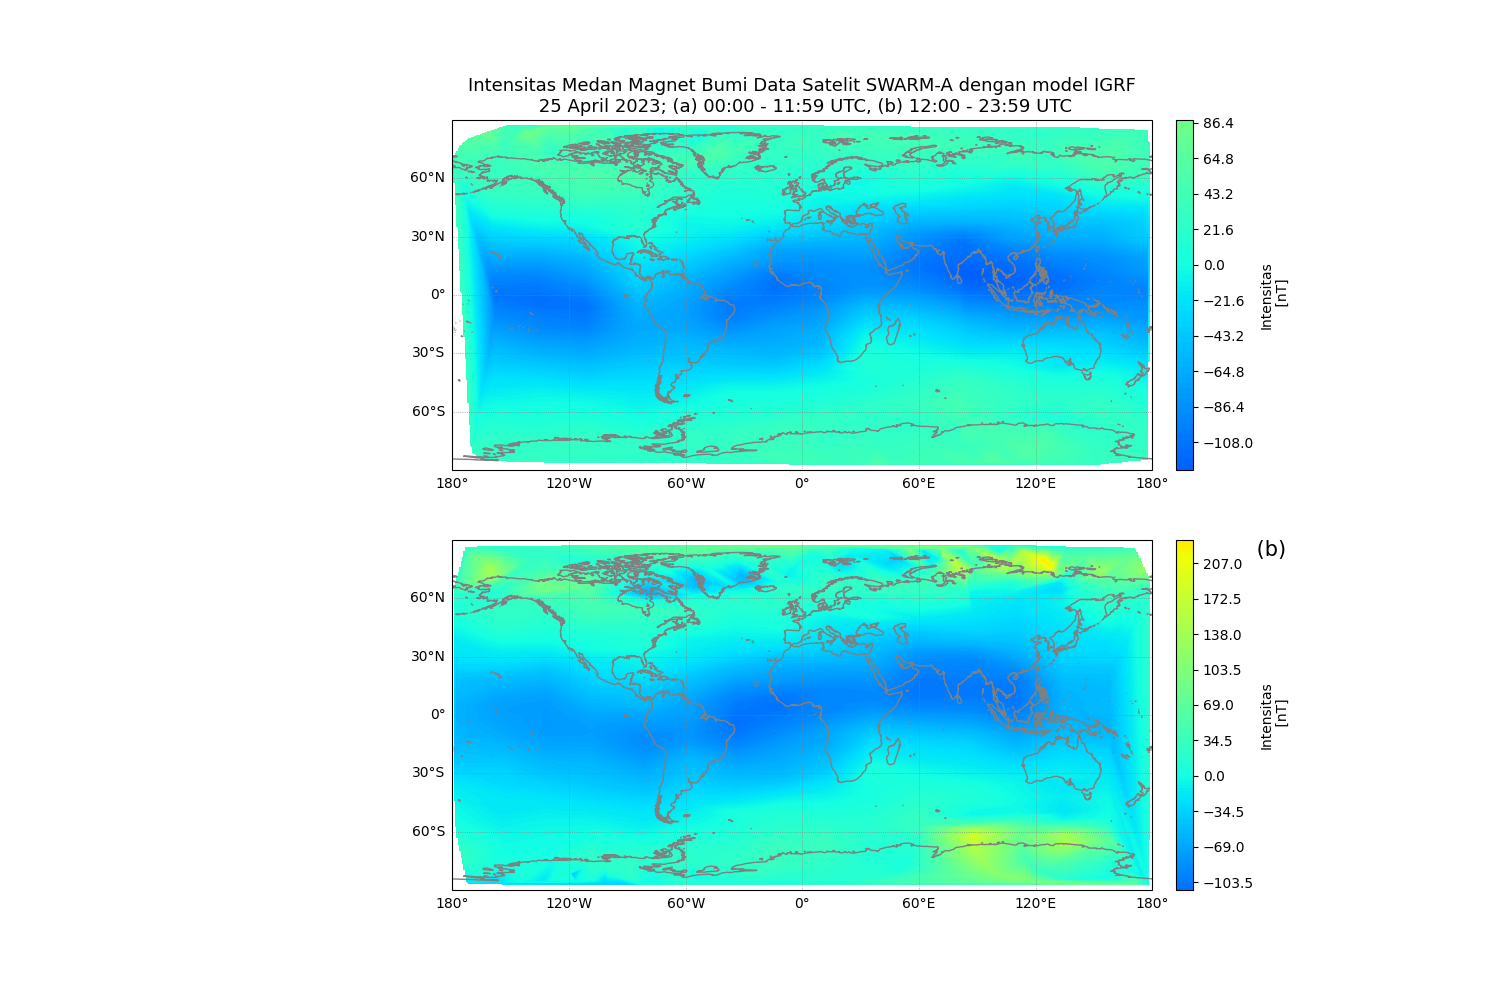 Intensitas Medan Magnet Bumi Data Satelit SWARM-A dengan model IGRF
25 April 2023; (a) 00:00 - 11:59 UTC, (b) 12:00 - 23:59 UTC
60°N
30°N
0°
30°S
60°S
180°
120°W
60°W
0°
60°E
120°E
180°
86.4
64.8
43.2
21.6
0.0
−21.6
−43.2
−64.8
−86.4
−108.0
Intensitas
[nT]
(b)
60°N
30°N
0°
30°S
60°S
180°
120°W
60°W
0°
60°E
120°E
180°
207.0
172.5
138.0
103.5
69.0
34.5
0.0
−34.5
−69.0
−103.5
Intensitas
[nT]